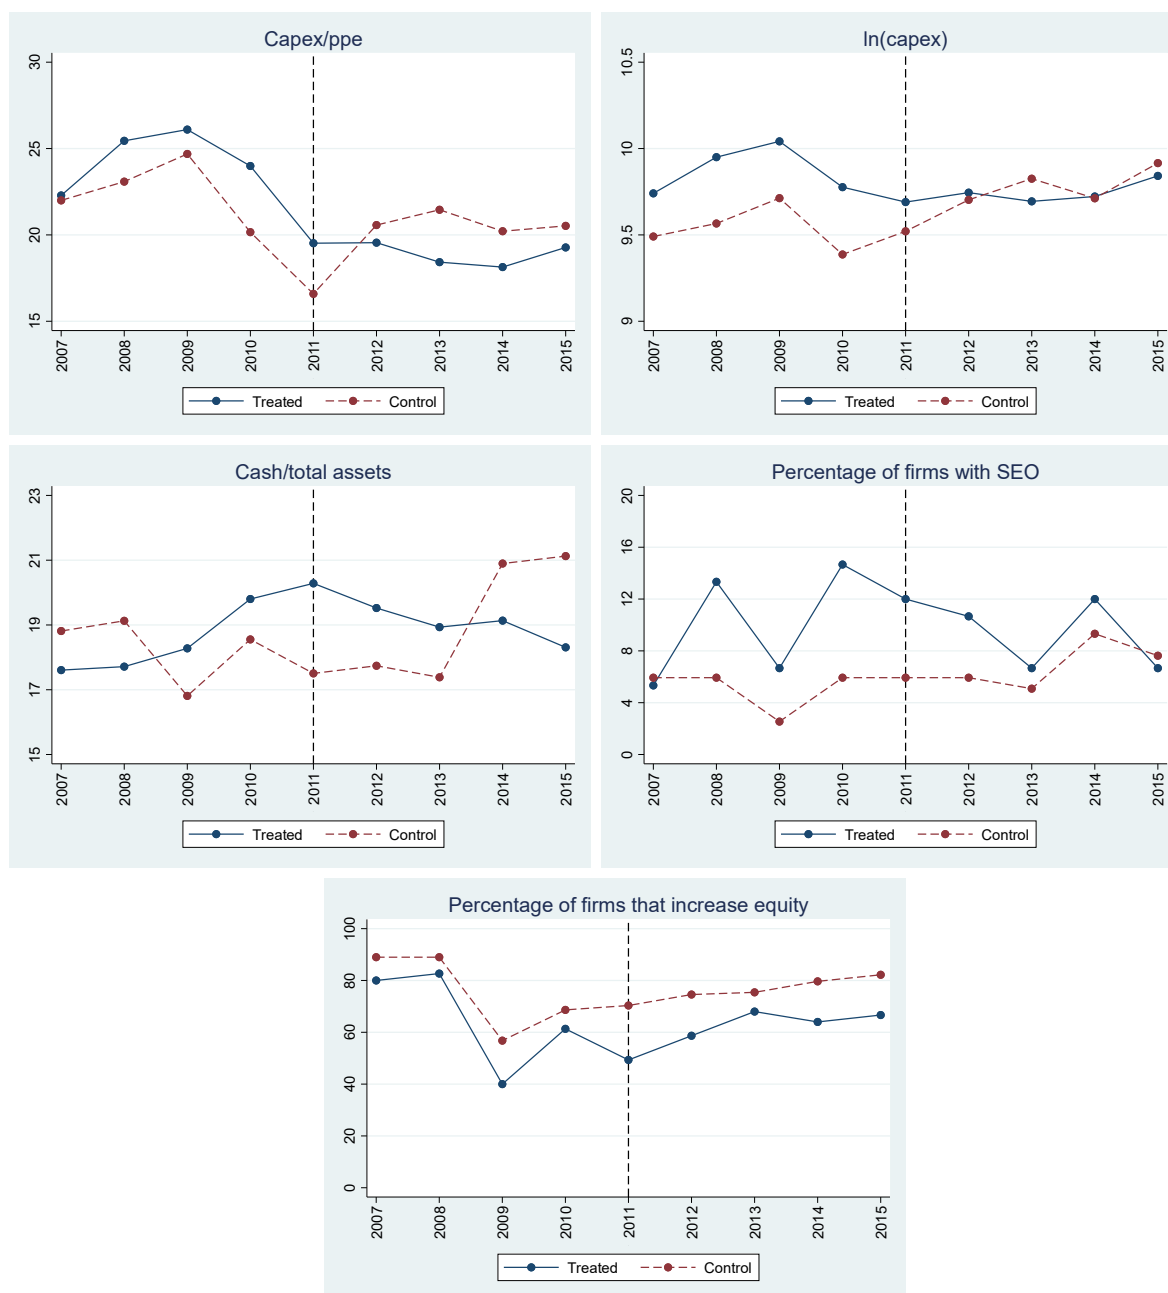 Capex/ppe
30
25
20
15
2007 2008 2009 2010 2011 2012 2013 2014 2015
Treated Control
ln(capex)
10.5
10
9.5
9
2007 2008 2009 2010 2011 2012 2013 2014 2015
Treated Control
Cash/total assets
23
21
19
17
15
2007 2008 2009 2010 2011 2012 2013 2014 2015
Treated Control
Percentage of firms with SEO
20
16
12
8
4
0
2007 2008 2009 2010 2011 2012 2013 2014 2015
Treated Control
Percentage of firms that increase equity
100
80
60
40
20
0
2007 2008 2009 2010 2011 2012 2013 2014 2015
Treated Control